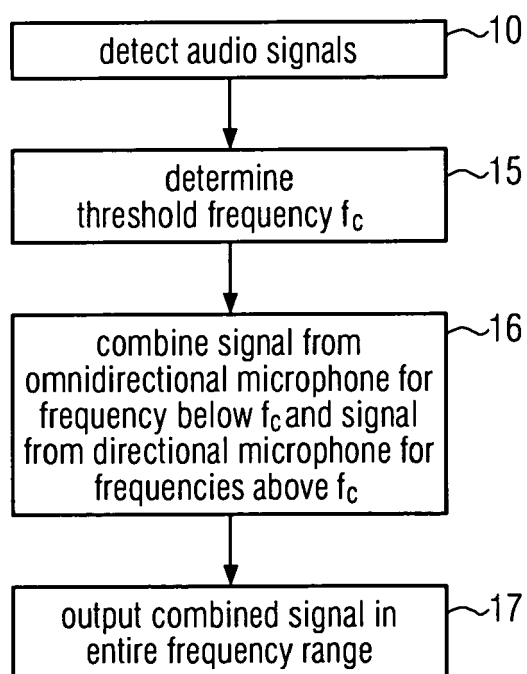 detect audio signals
10
determine
threshold frequency fc
15
combine signal from
omnidirectional microphone for
frequency below fc and signal
from directional microphone for
frequencies above fc
16
output combined signal in
entire frequency range
17